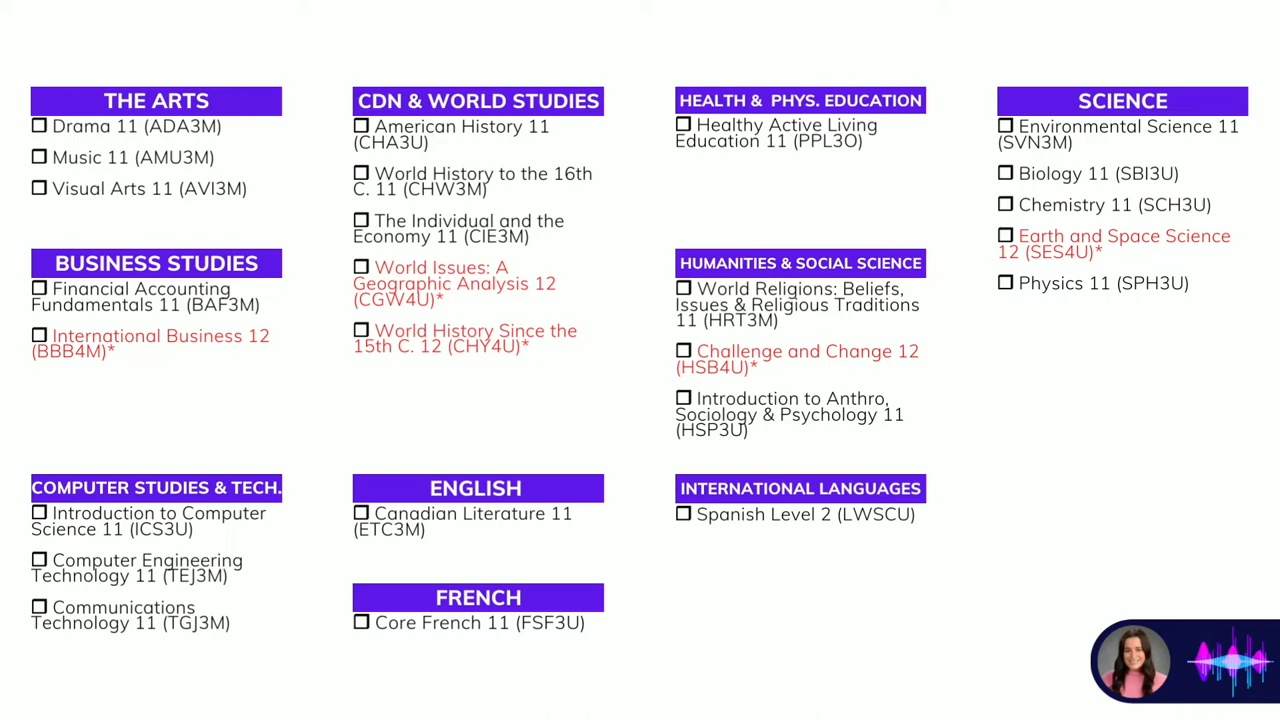 THE ARTS
Drama 11 (ADA3M)
Music 11 (AMU3M)
Visual Arts 11 (AVI3M)
BUSINESS STUDIES
Financial Accounting
Fundamentals 11 (BAF3M)
International Business 12
(BBB4M)*
COMPUTER STUDIES & TECH.
Introduction to Computer
Science 11 (ICS3U)
Computer Engineering
Technology 11 (TEJ3M)
Communications
Technology 11 (TGJ3M)
CDN & WORLD STUDIES
American History 11
(CHA3U)
World History to the 16th
C. 11 (CHW3M)
The Individual and the
Economy 11 (CIE3M)
World Issues: A
Geographic Analysis 12
(CGW4U)*
World History Since the
15th C. 12 (CHY4U)*
ENGLISH
Canadian Literature 11
(ETC3M)
FRENCH
Core French 11 (FSF3U)
HEALTH & PHYS. EDUCATION
Healthy Active Living
Education 11 (PPL3O)
HUMANITIES & SOCIAL SCIENCE
World Religions: Beliefs,
Issues & Religious Traditions
11 (HRT3M)
Challenge and Change 12
(HSB4U)*
Introduction to Anthro,
Sociology & Psychology 11
(HSP3U)
INTERNATIONAL LANGUAGES
Spanish Level 2 (LWSCU)
SCIENCE
Environmental Science 11
(SVN3M)
Biology 11 (SBI3U)
Chemistry 11 (SCH3U)
Earth and Space Science
12 (SES4U)*
Physics 11 (SPH3U)